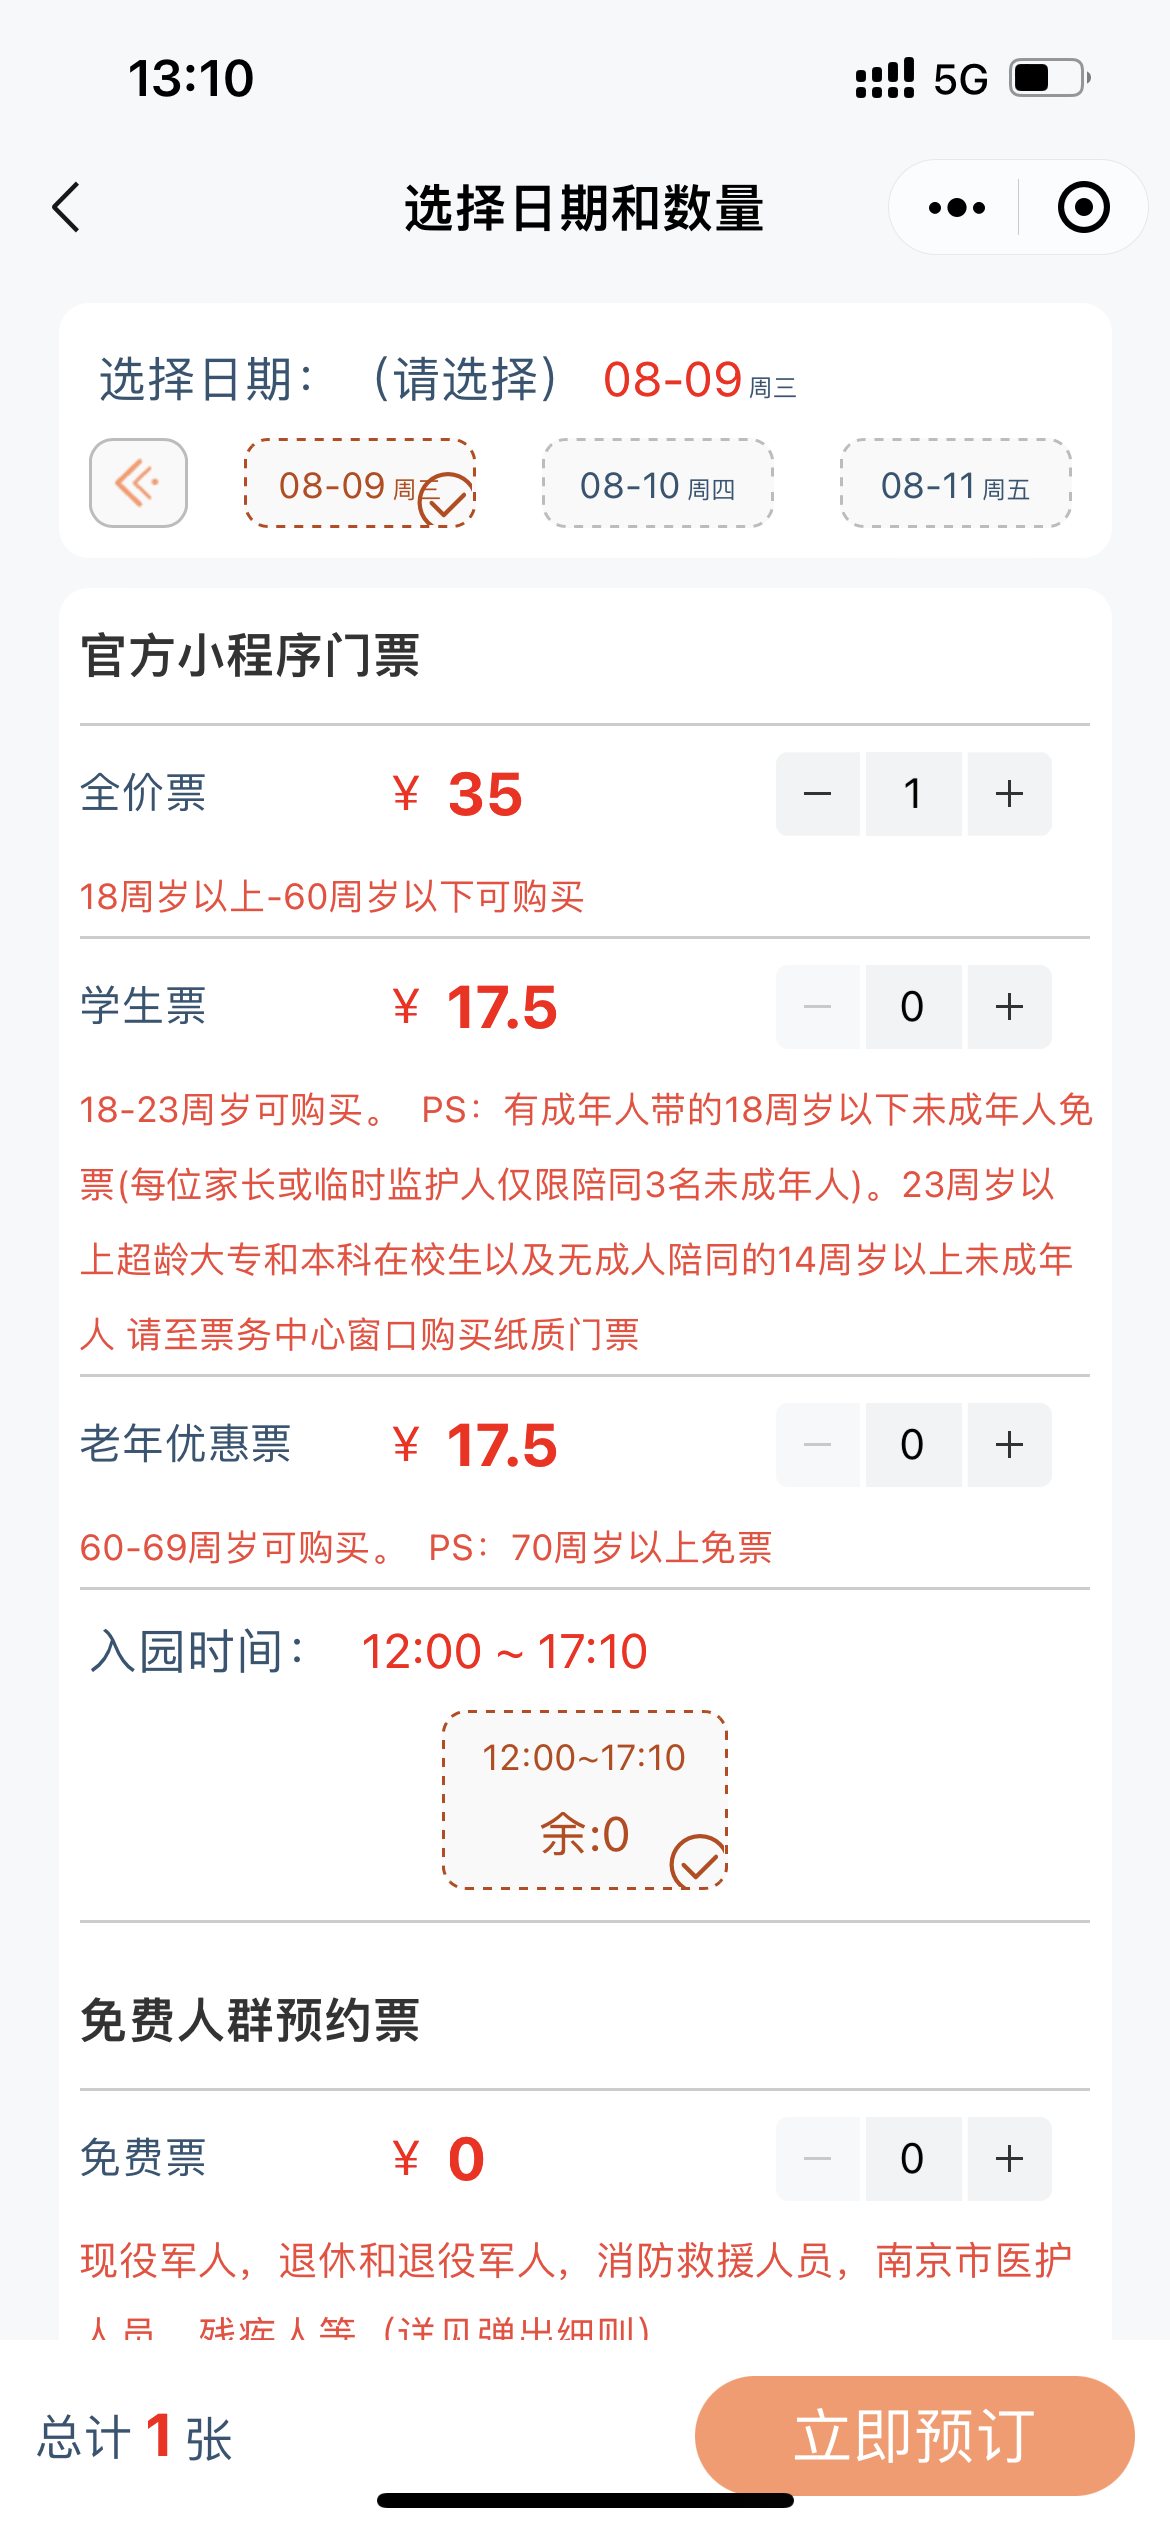 13:10
5G
选择日期和数量
选择日期： （请选择） 08-09 周三
08-09 周三
08-10 周四
08-11 周五
官方小程序门票
全价票 ¥ 35 − 1 +
18周岁以上-60周岁以下可购买
学生票 ¥ 17.5 − 0 +
18-23周岁可购买。 PS：有成年人带的18周岁以下未成年人免
票(每位家长或临时监护人仅限陪同3名未成年人)。23周岁以
上超龄大专和本科在校生以及无成人陪同的14周岁以上未成年
人 请至票务中心窗口购买纸质门票
老年优惠票 ¥ 17.5 − 0 +
60-69周岁可购买。 PS：70周岁以上免票
入园时间： 12:00 ~ 17:10
12:00~17:10
余:0
免费人群预约票
免费票 ¥ 0 − 0 +
现役军人，退休和退役军人，消防救援人员，南京市医护
人员、残疾人等（详见弹出细则）
总计 1 张
立即预订